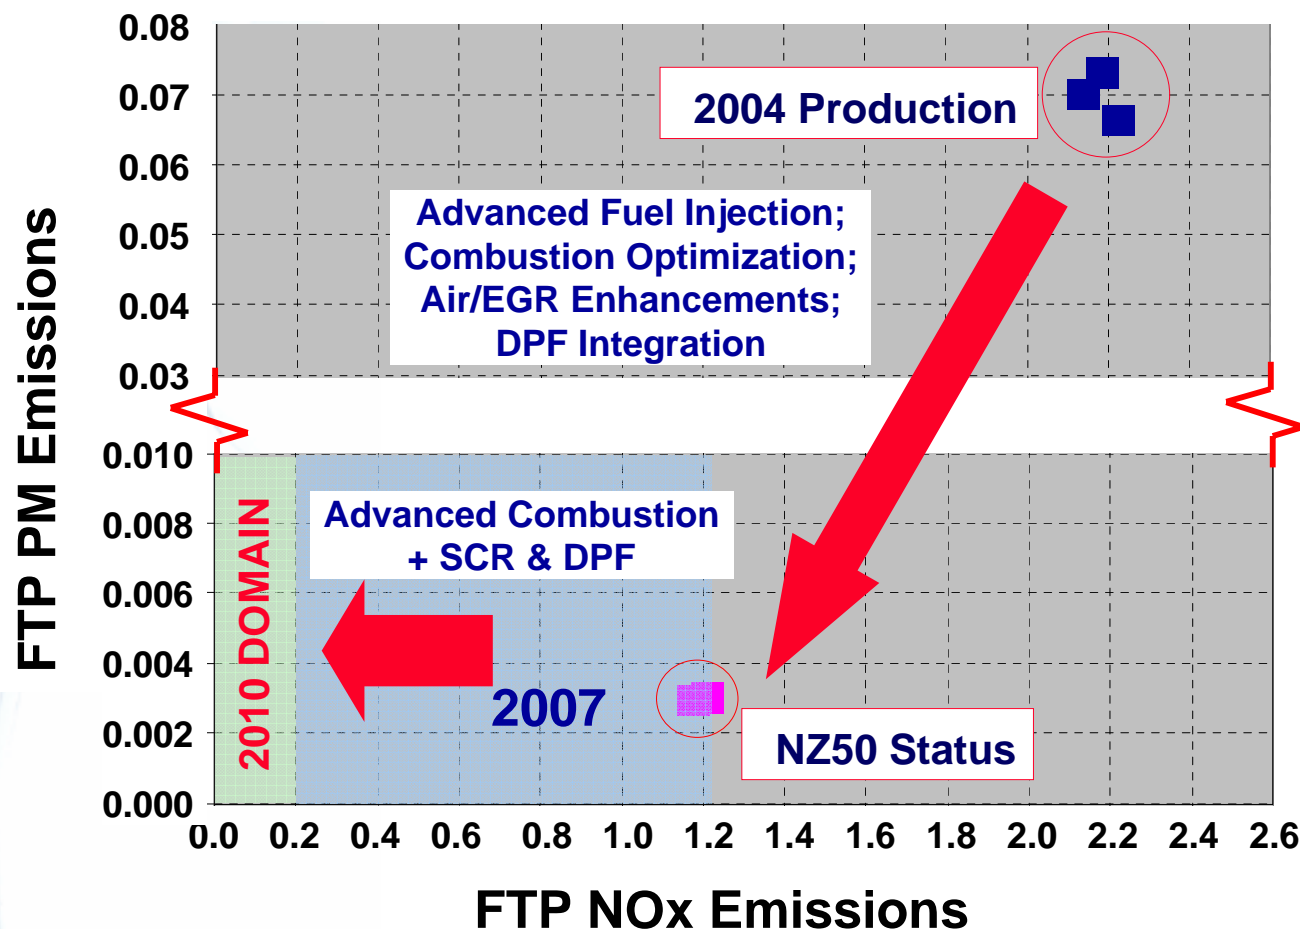 FTP PM Emissions
0.08
0.07
0.06
0.05
0.04
0.03
0.010
0.008
0.006
0.004
0.002
0.000
2004 Production
Advanced Fuel Injection;
Combustion Optimization;
Air/EGR Enhancements;
DPF Integration
2010 DOMAIN
Advanced Combustion
+ SCR & DPF
2007
NZ50 Status
0.0 0.2 0.4 0.6 0.8 1.0 1.2 1.4 1.6 1.8 2.0 2.2 2.4 2.6
FTP NOx Emissions